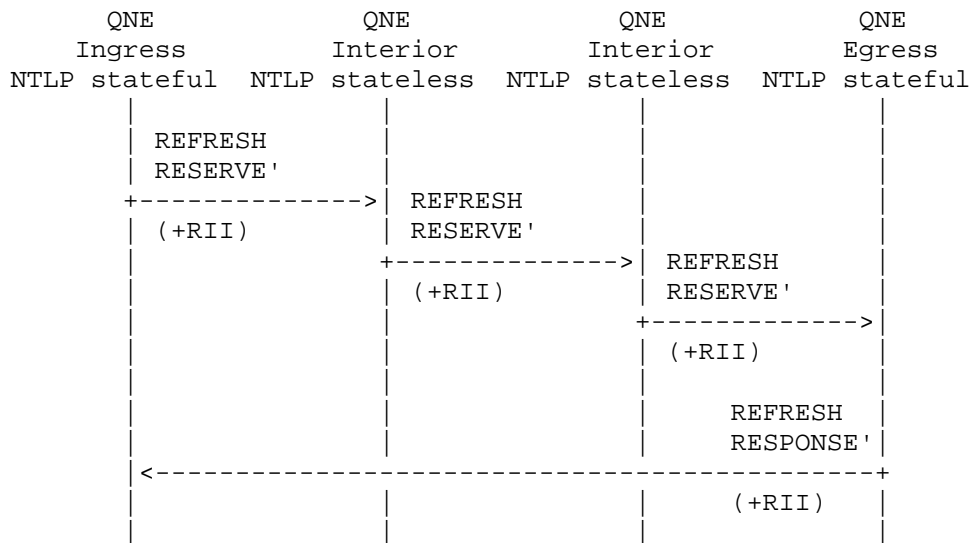 QNE QNE QNE QNE
Ingress Interior Interior Egress
NTLP stateful NTLP stateless NTLP stateless NTLP stateful
REFRESH
RESERVE'
REFRESH
(+RII) RESERVE'
REFRESH
(+RII) RESERVE'
(+RII)
REFRESH
RESPONSE'
(+RII)